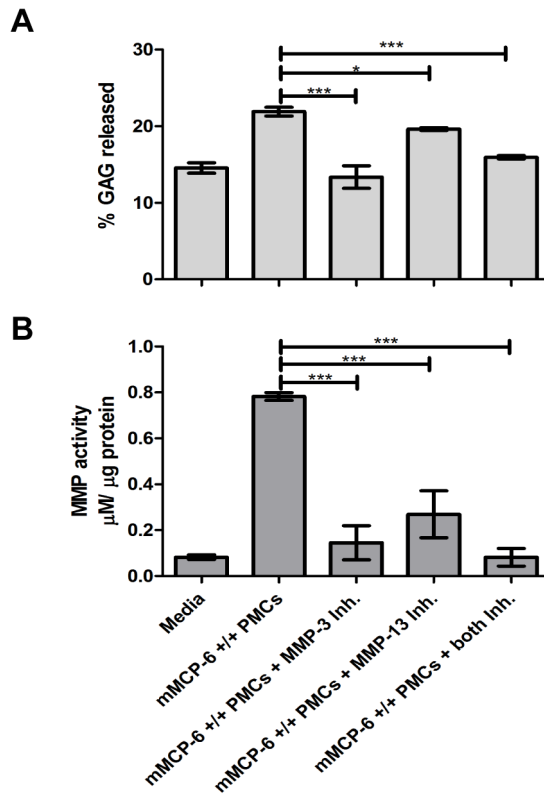 A
% GAG released
30
20
10
0
***
*
***
B
MMP activity
µM/ µg protein
1.0
0.8
0.6
0.4
0.2
0.0
***
***
***
Media
mMCP-6 +/+ PMCs
mMCP-6 +/+ PMCs + MMP-3 Inh.
mMCP-6 +/+ PMCs + MMP-13 Inh.
mMCP-6 +/+ PMCs + both Inh.